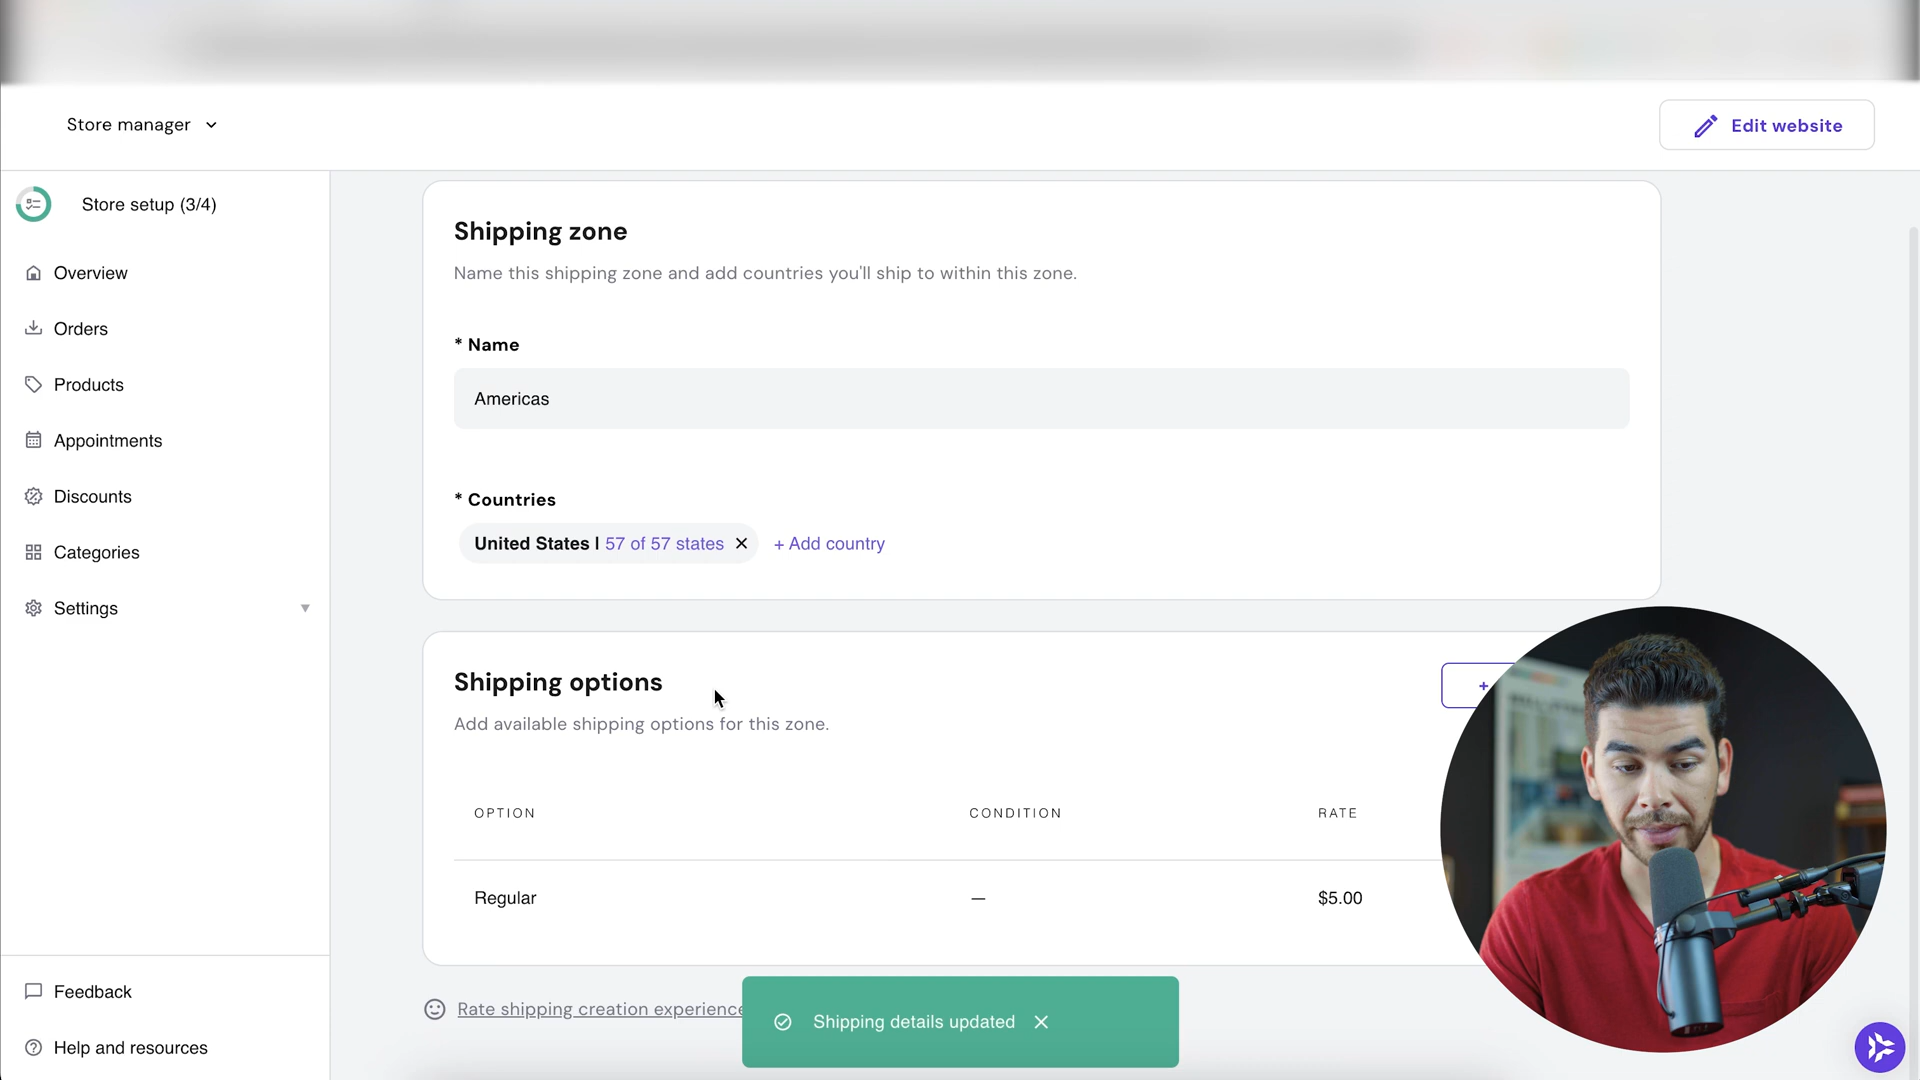 Store manager
Edit website
Store setup (3/4)
Overview
Orders
Products
Appointments
Discounts
Categories
Settings
Feedback
Help and resources
Shipping zone
Name this shipping zone and add countries you'll ship to within this zone.
* Name
Americas
* Countries
United States | 57 of 57 states
+ Add country
Shipping options
+
Add available shipping options for this zone.
OPTION CONDITION RATE
Regular — $5.00
Rate shipping creation experience
Shipping details updated